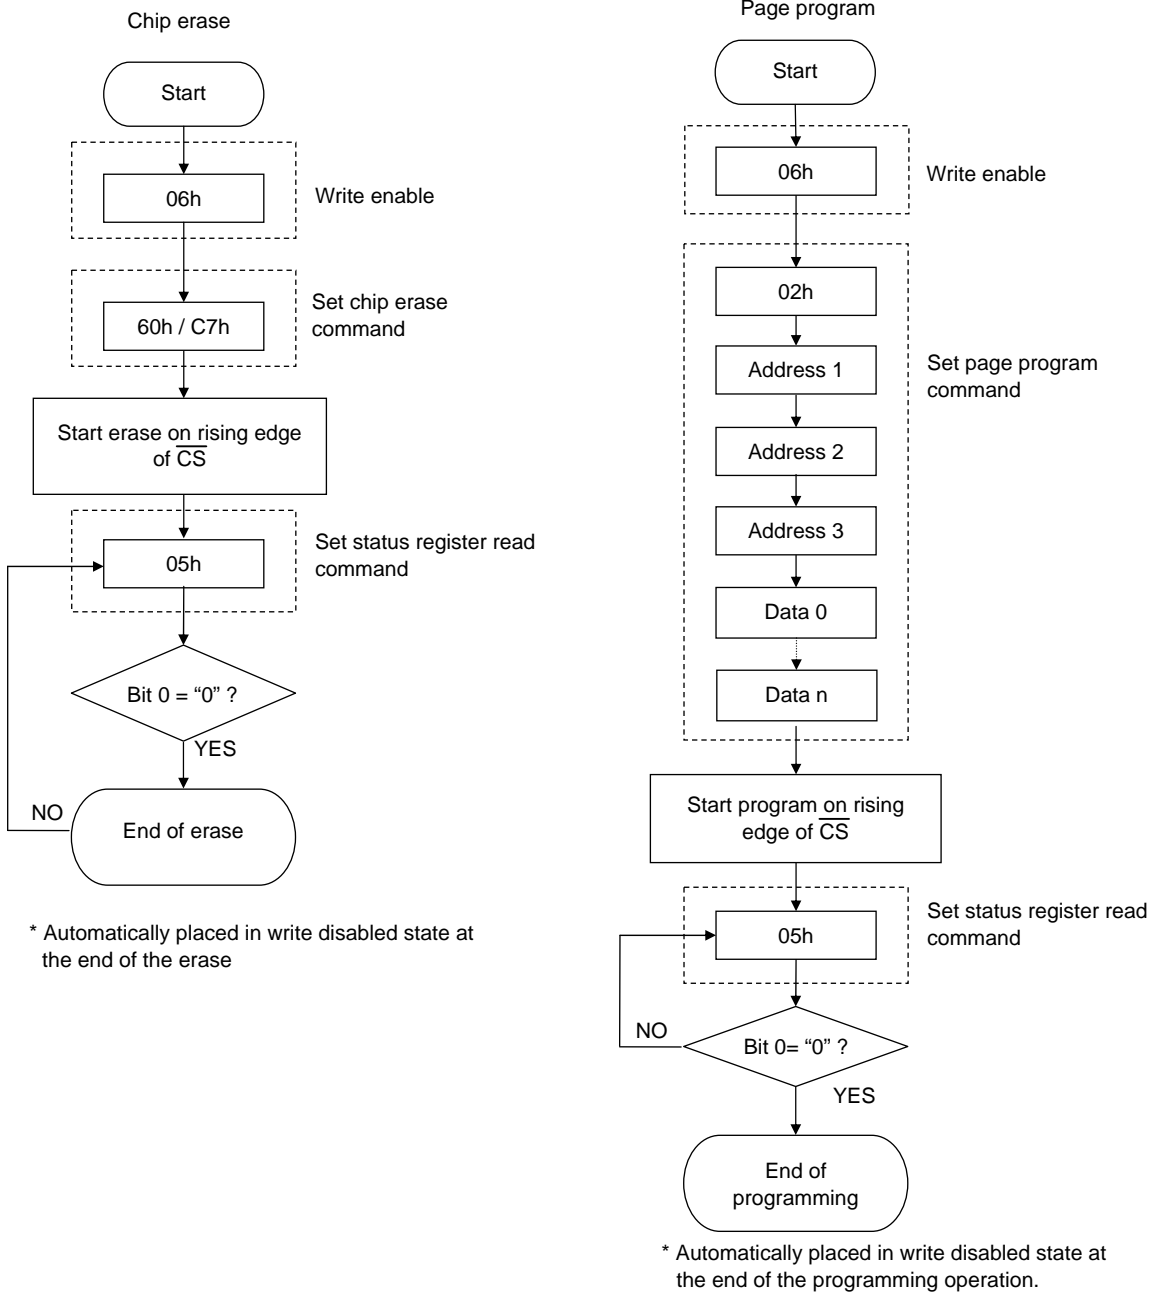 Chip erase
Start
06h
Write enable
60h / C7h
Set chip erase
command
Start erase on rising edge
of CS
05h
Set status register read
command
Bit 0 = “0” ?
YES
NO
End of erase
* Automatically placed in write disabled state at
the end of the erase
Page program
Start
06h
Write enable
02h
Address 1
Set page program
command
Address 2
Address 3
Data 0
Data n
Start program on rising
edge of CS
05h
Set status register read
command
NO
Bit 0= “0” ?
YES
End of
programming
* Automatically placed in write disabled state at
the end of the programming operation.